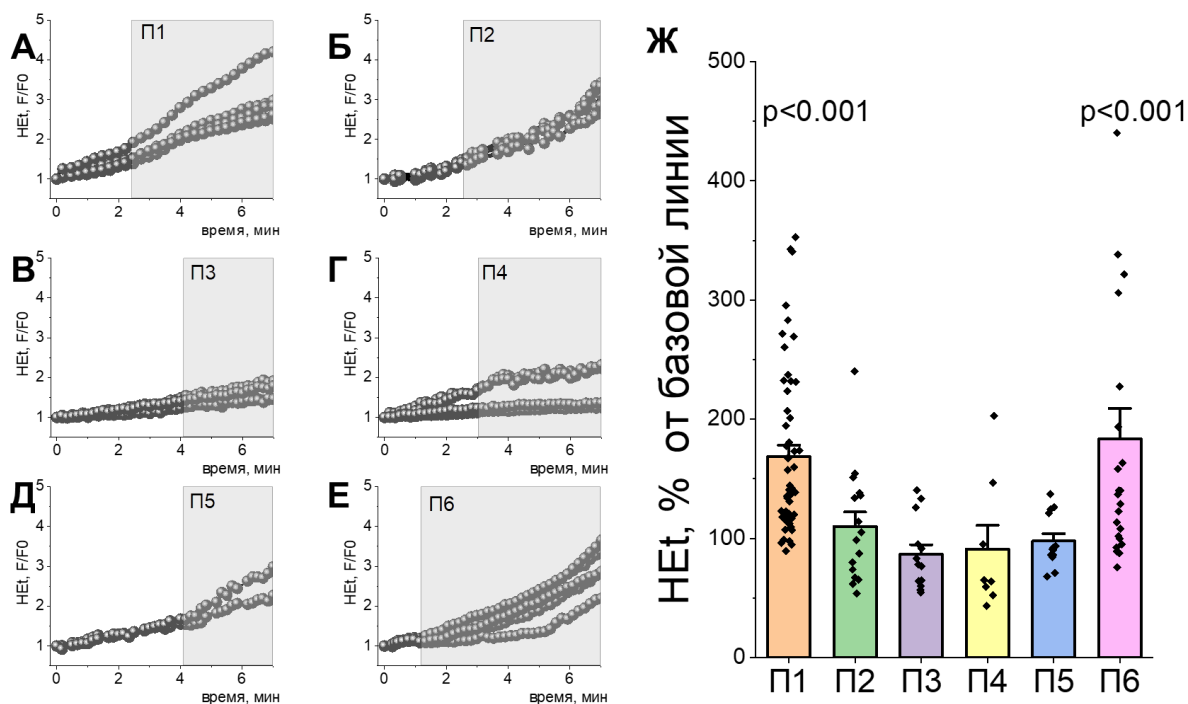 А
П1
HEt, F/F0
5
4
3
2
1
0 2 4 6
время, мин
Б
П2
HEt, F/F0
5
4
3
2
1
0 2 4 6
время, мин
В
П3
HEt, F/F0
5
4
3
2
1
0 2 4 6
время, мин
Г
П4
HEt, F/F0
5
4
3
2
1
0 2 4 6
время, мин
Д
П5
HEt, F/F0
5
4
3
2
1
0 2 4 6
время, мин
Е
П6
HEt, F/F0
5
4
3
2
1
0 2 4 6
время, мин
Ж
HEt, % от базовой линии
500
400
300
200
100
0
p<0.001 p<0.001
П1 П2 П3 П4 П5 П6